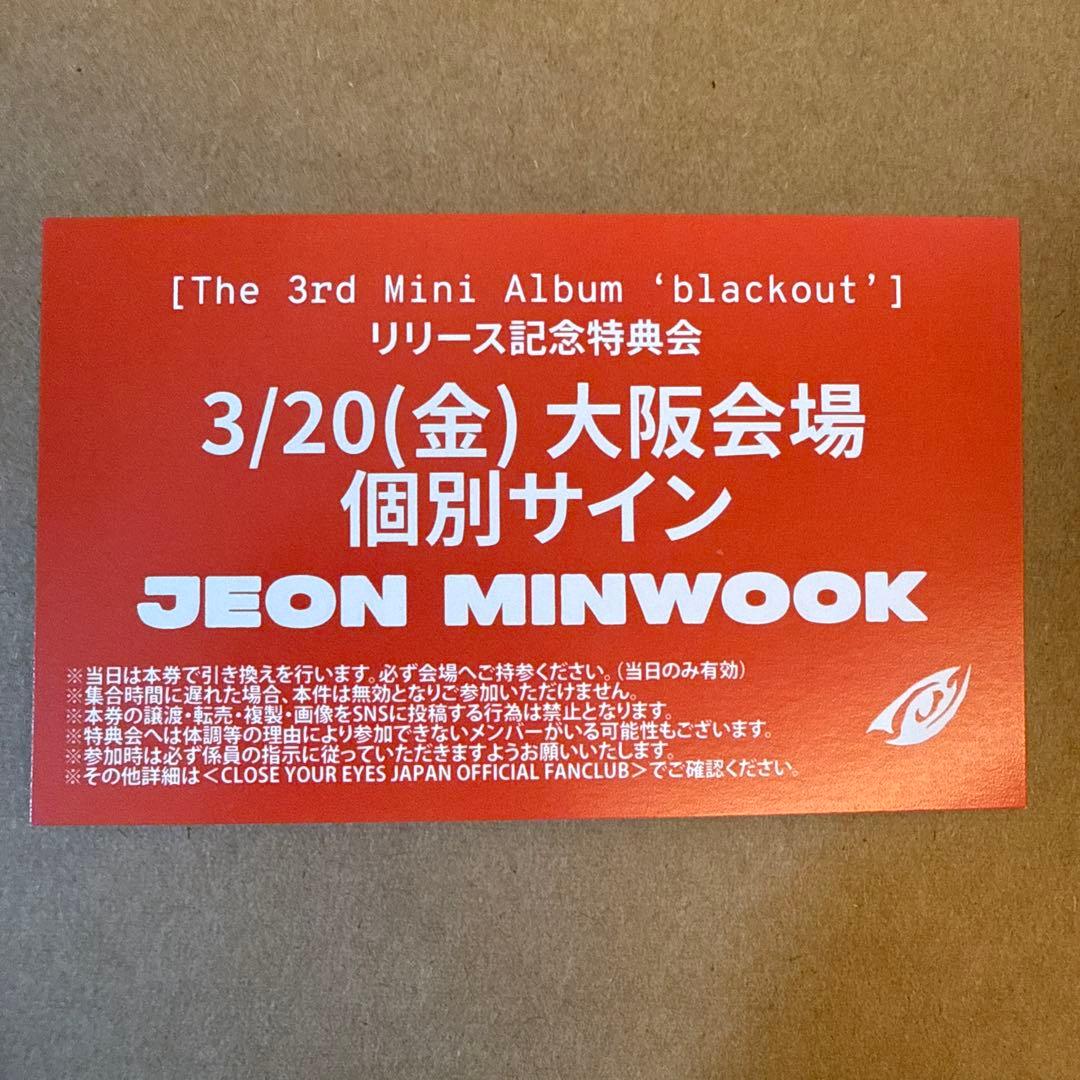 [The 3rd Mini Album ‘blackout’]
リリース記念特典会
3/20(金) 大阪会場
個別サイン
JEON MINWOOK
※当日は本券で引き換えを行います。必ず会場へご持参ください。（当日のみ有効）
※集合時間に遅れた場合、本件は無効となりご参加いただけません。
※本券の譲渡・転売・複製・画像をSNSに投稿する行為は禁止となります。
※特典会へは体調等の理由により参加できないメンバーがいる可能性もございます。
※参加時は必ず係員の指示に従っていただきますようお願いいたします。
※その他詳細は＜CLOSE YOUR EYES JAPAN OFFICIAL FANCLUB＞でご確認ください。